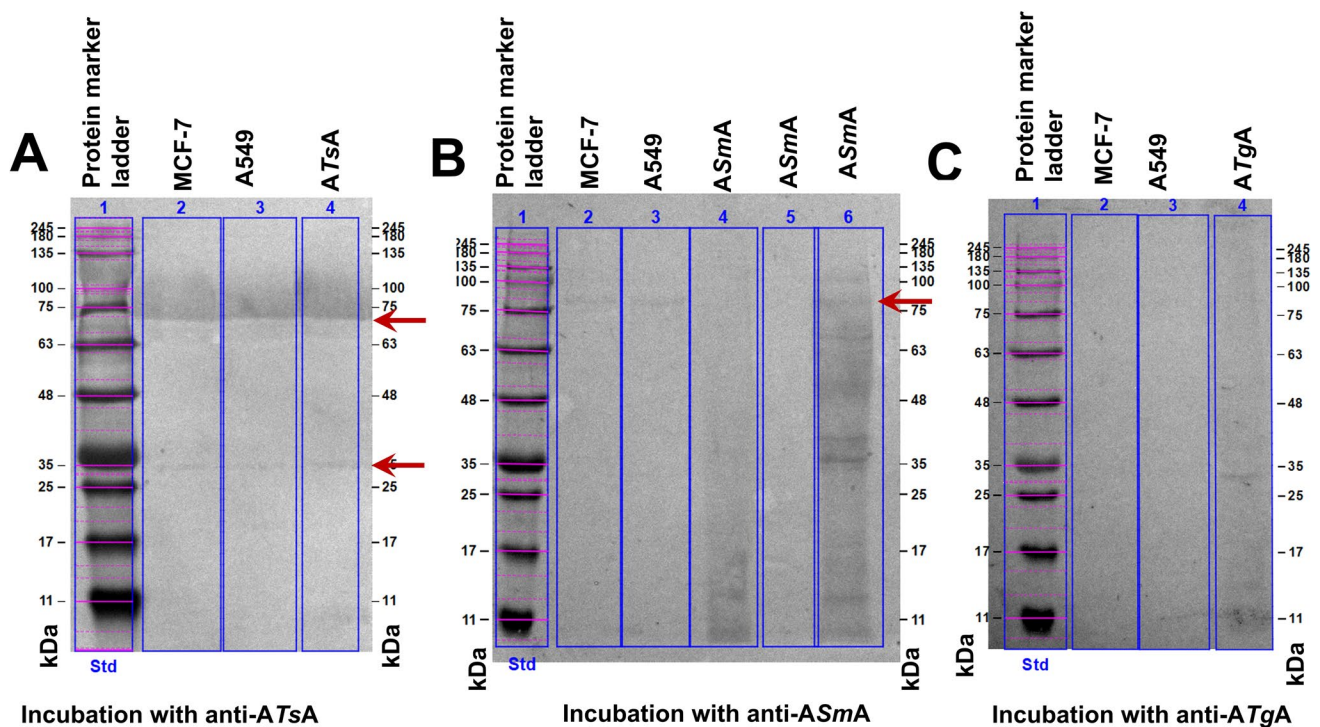 A
Protein marker
ladder
MCF-7
A549
ATsA
1
2
3
4
245
180
135
100
75
63
48
35
25
17
11
kDa
Std
245
180
135
100
75
63
48
25
17
11
kDa
Incubation with anti-ATsA
B
Protein marker
ladder
MCF-7
A549
ASmA
ASmA
ASmA
1
2
3
4
5
6
245
180
135
100
75
63
48
35
25
17
11
kDa
Std
245
180
135
100
75
63
48
35
25
17
11
kDa
Incubation with anti-ASmA
C
Protein marker
ladder
MCF-7
A549
ATgA
1
2
3
4
245
180
135
100
75
63
48
35
25
17
11
kDa
Std
245
180
135
100
75
63
48
35
25
17
11
kDa
Incubation with anti-ATgA